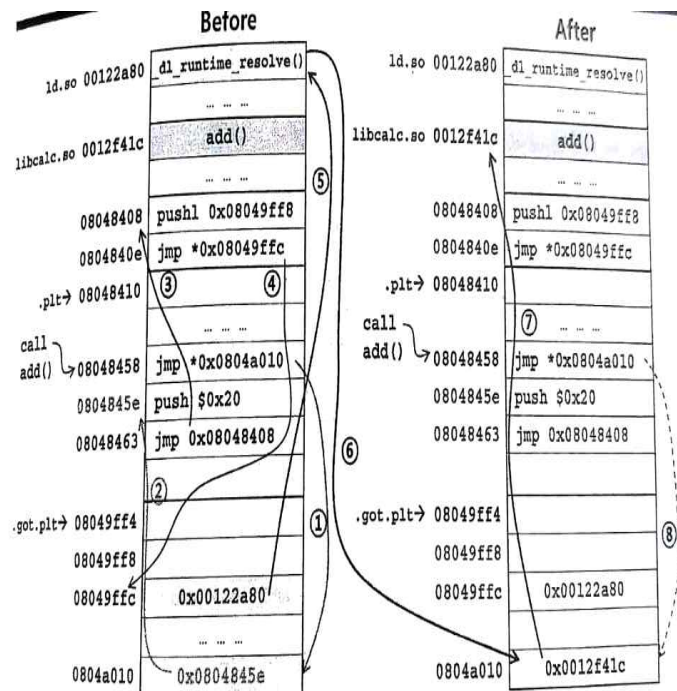 Before
ld.so 00122a80 _dl_runtime_resolve()
... ... ...
libcalc.so 0012f41c add()
... ... ...
08048408 pushl 0x08049ff8
0804840e jmp *0x08049ffc
.plt→ 08048410
... ... ...
call add() 08048458 jmp *0x0804a010
0804845e push $0x20
08048463 jmp 0x08048408
.got.plt→ 08049ff4
08049ff8
08049ffc 0x00122a80
... ... ...
0804a010 0x0804845e
③
④
⑤
②
①
⑥
After
ld.so 00122a80 _dl_runtime_resolve()
... ... ...
libcalc.so 0012f41c add()
... ... ...
08048408 pushl 0x08049ff8
0804840e jmp *0x08049ffc
.plt→ 08048410
⑦ ... ... ...
call add() 08048458 jmp *0x0804a010
0804845e push $0x20
08048463 jmp 0x08048408
.got.plt→ 08049ff4
08049ff8
08049ffc 0x00122a80
0804a010 0x0012f41c
⑧